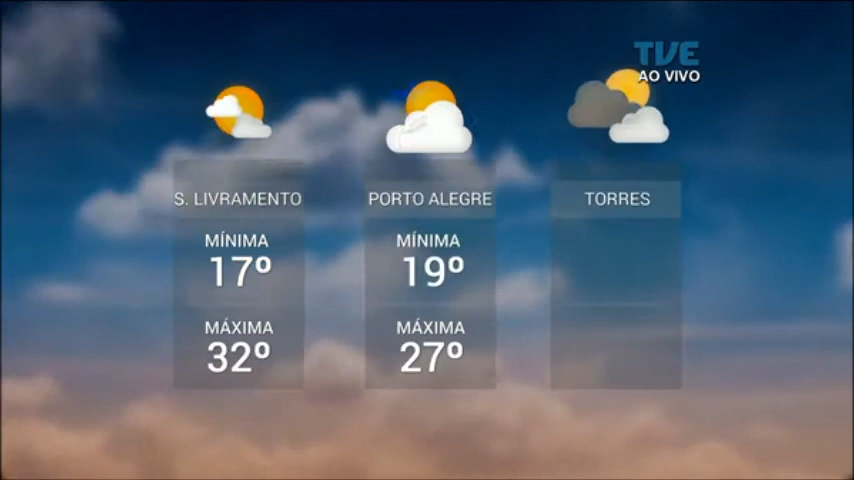 TVE
AO VIVO
S. LIVRAMENTO
MÍNIMA
17º
MÁXIMA
32º
PORTO ALEGRE
MÍNIMA
19º
MÁXIMA
27º
TORRES